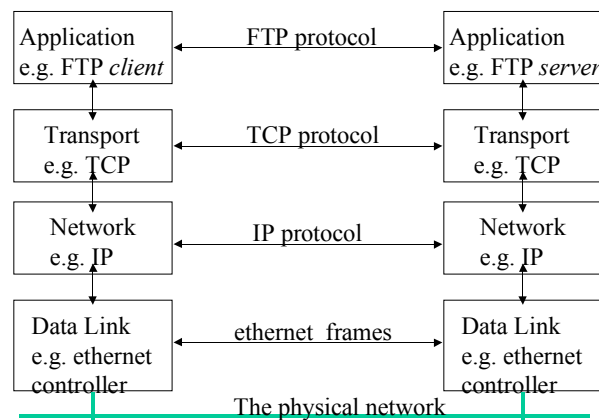 Application
e.g. FTP client
FTP protocol
Application
e.g. FTP server
Transport
e.g. TCP
TCP protocol
Transport
e.g. TCP
Network
e.g. IP
IP protocol
Network
e.g. IP
Data Link
e.g. ethernet
controller
ethernet frames
Data Link
e.g. ethernet
controller
The physical network